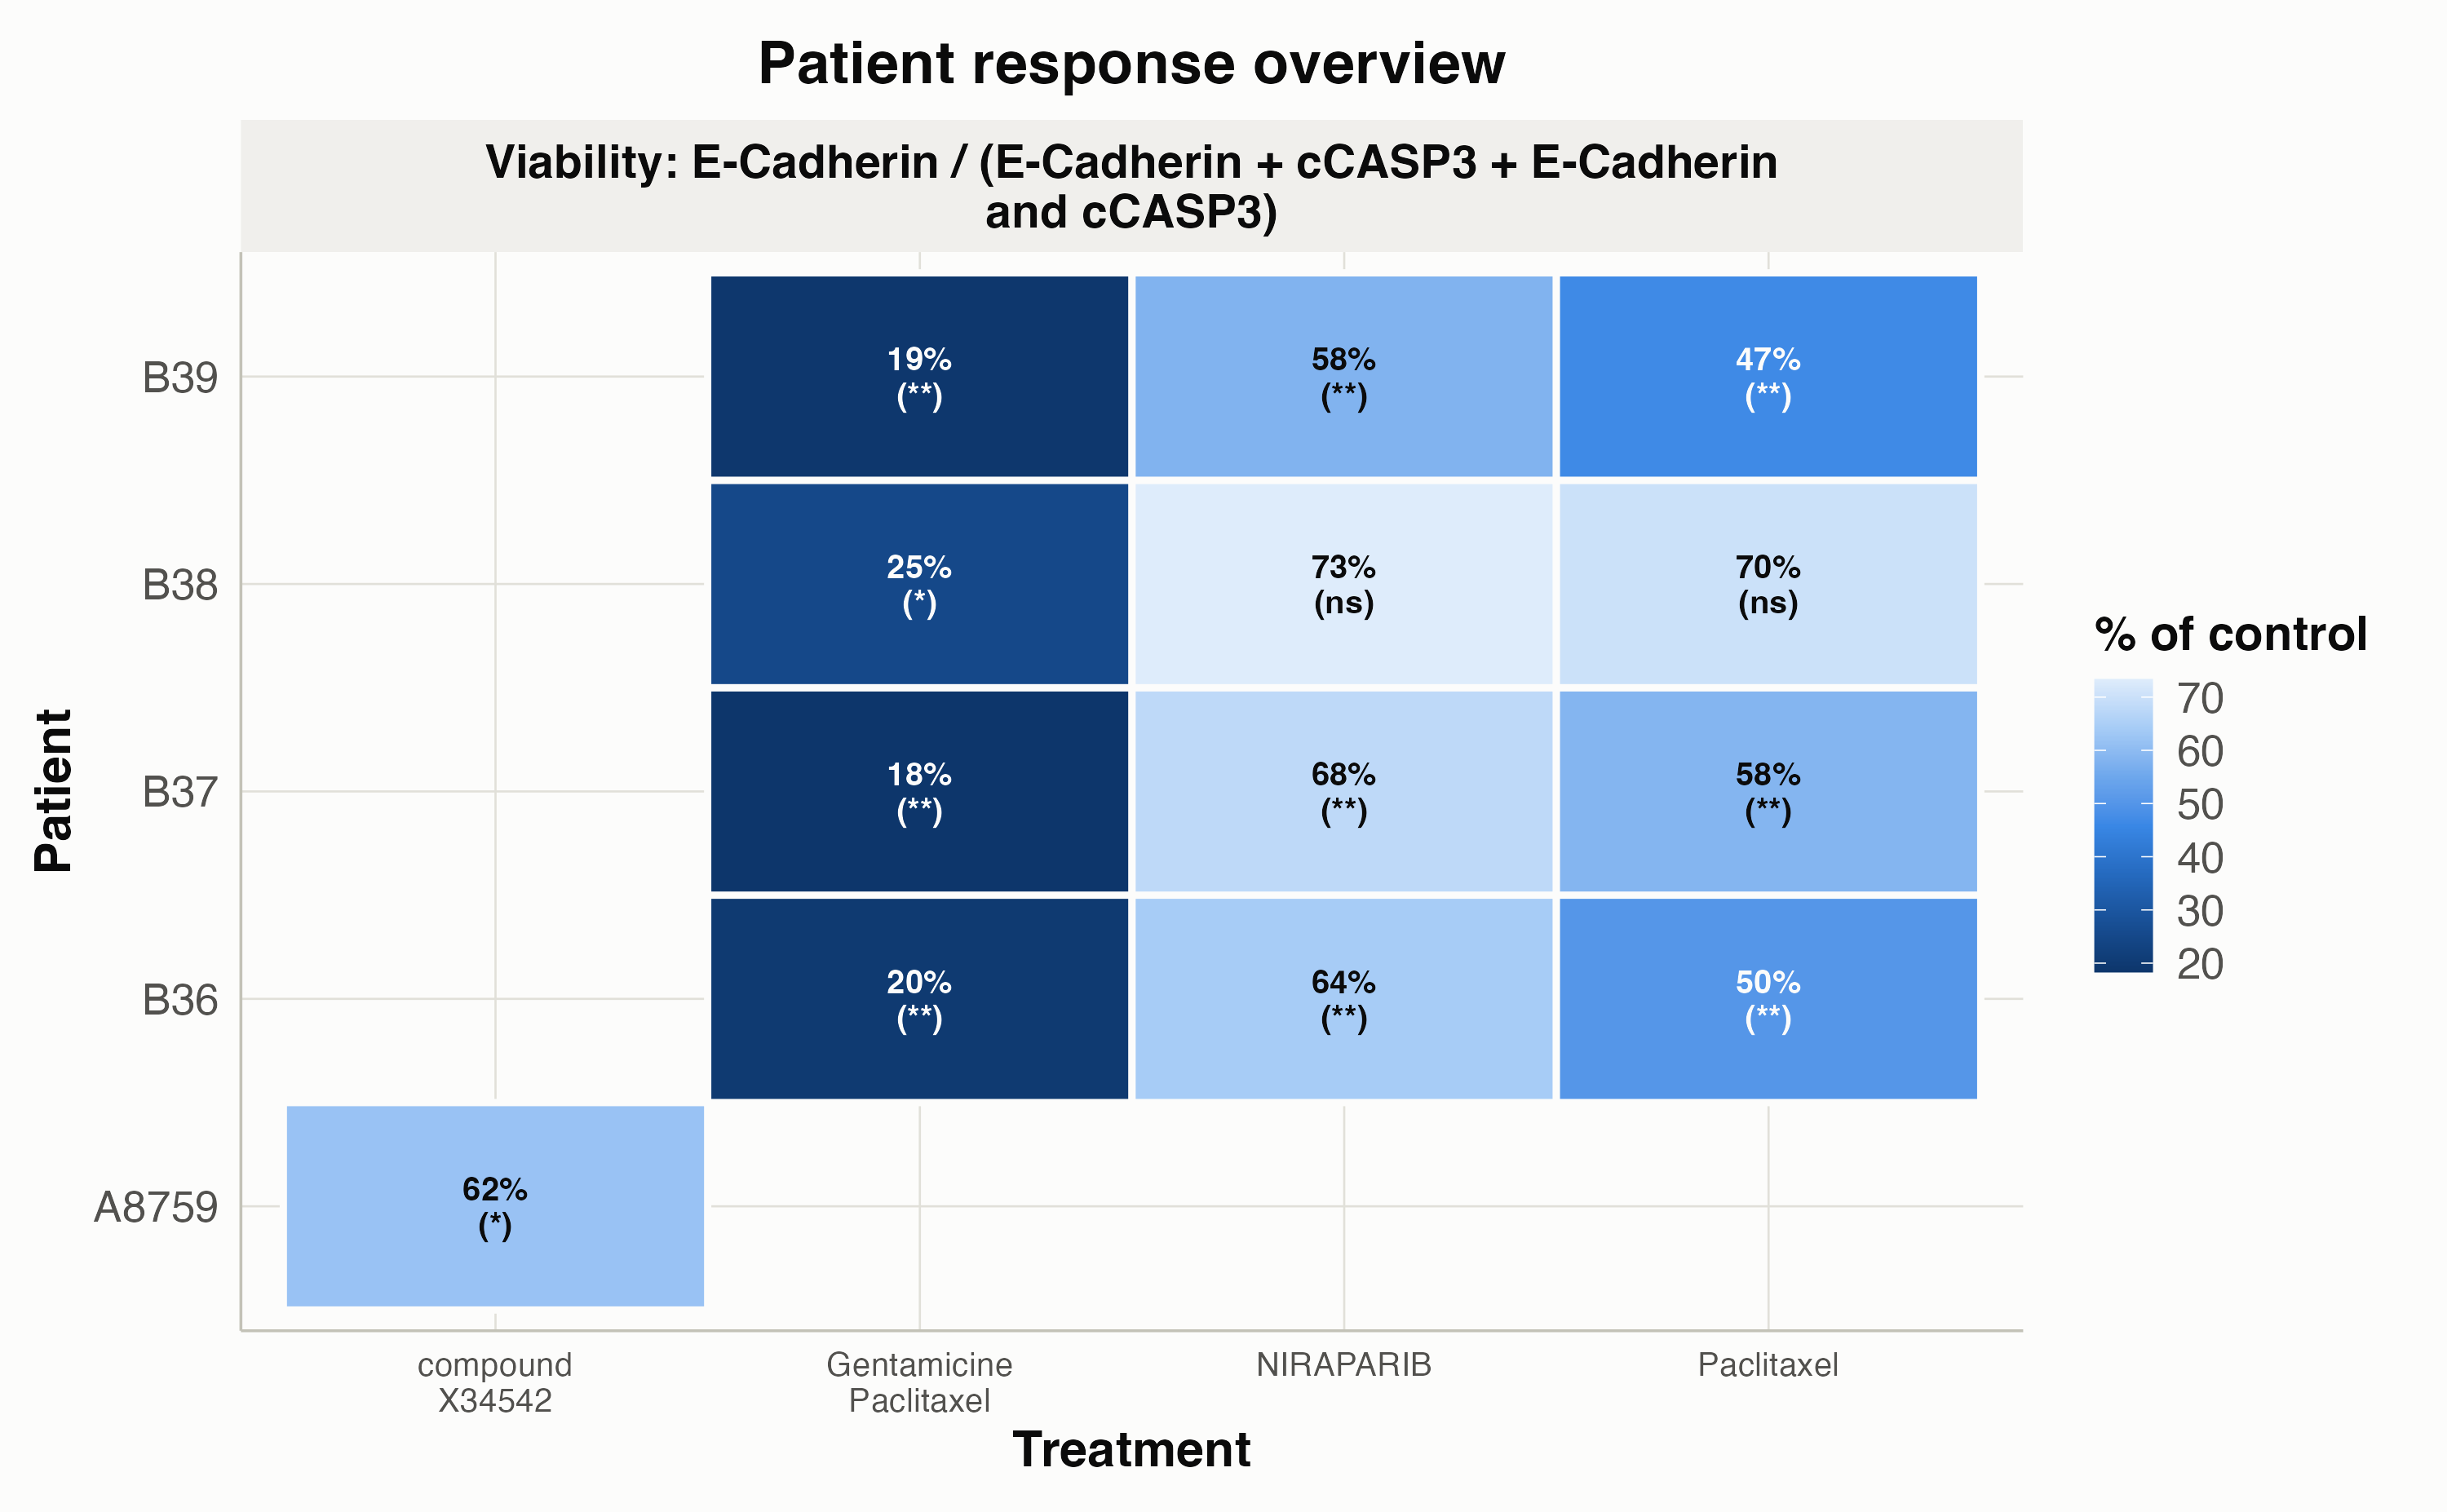 Patient response overview
Viability: E-Cadherin / (E-Cadherin + cCASP3 + E-Cadherin
and cCASP3)
Patient
B39
19%
(**)
58%
(**)
47%
(**)
B38
25%
(*)
73%
(ns)
70%
(ns)
B37
18%
(**)
68%
(**)
58%
(**)
B36
20%
(**)
64%
(**)
50%
(**)
A8759
62%
(*)
compound
X34542
Gentamicine
Paclitaxel
NIRAPARIB
Paclitaxel
Treatment
% of control
70
60
50
40
30
20